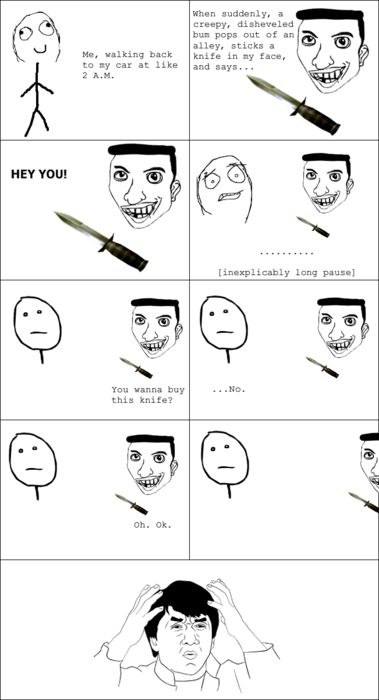 Me, walking back
to my car at like
2 A.M.
When suddenly, a
creepy, disheveled
bum pops out of an
alley, sticks a
knife in my face,
and says...
HEY YOU!
..........
[inexplicably long pause]
You wanna buy
this knife?
...No.
Oh. Ok.